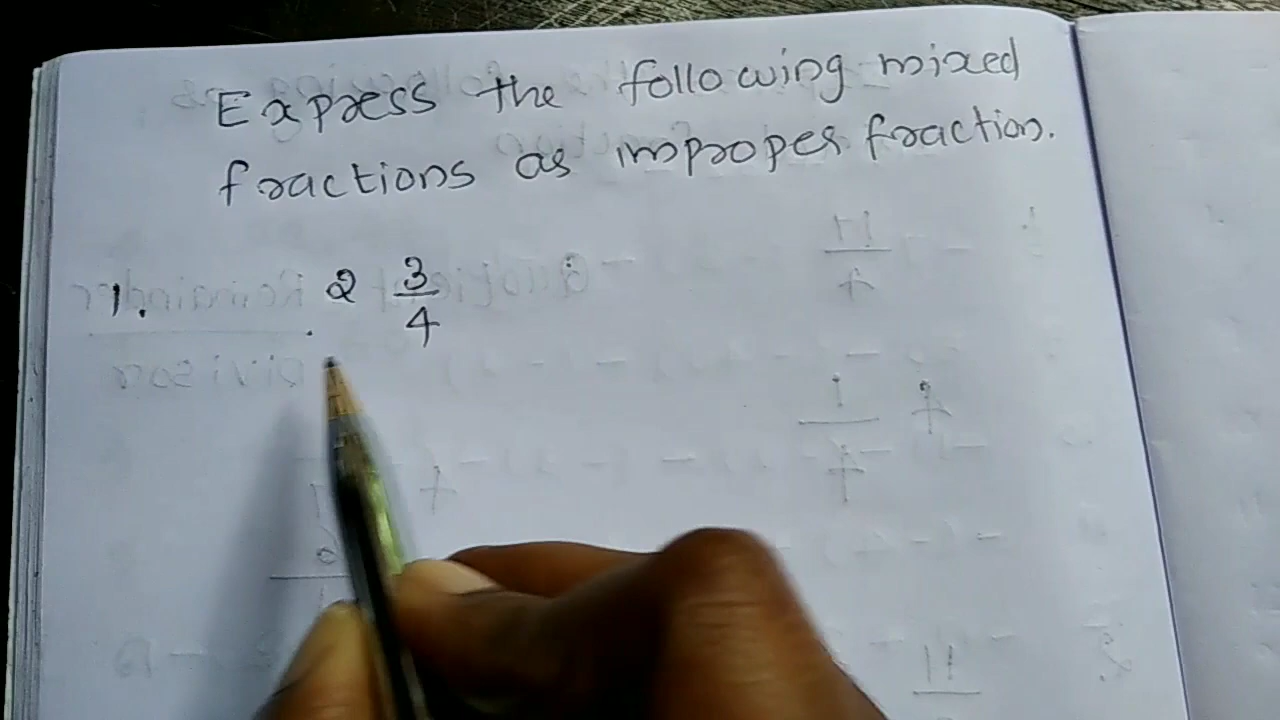 Express the following mixed
fractions as improper fraction.
1. 2 3/4